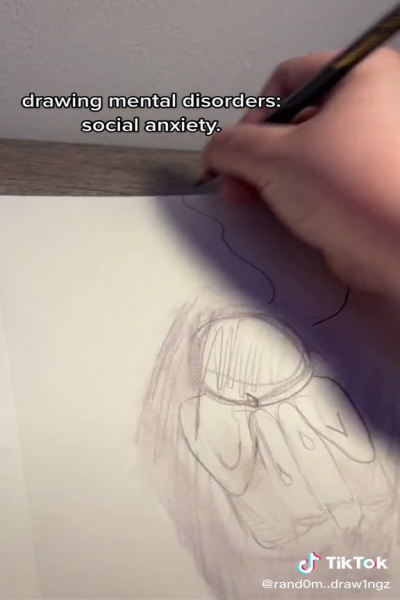 drawing mental disorders:
social anxiety.
TikTok
@rand0m..draw1ngz